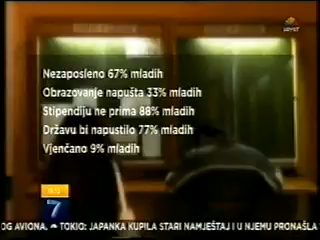 Nezaposleno 67% mladih
Obrazovanje napušta 33% mladih
Stipendiju ne prima 88% mladih
Državu bi napustilo 77% mladih
Vjenčano 9% mladih
7
OG AVIONA. TOKIO: JAPANKA KUPILA STARI NAMJEŠTAJ I U NJEMU PRONAŠLA